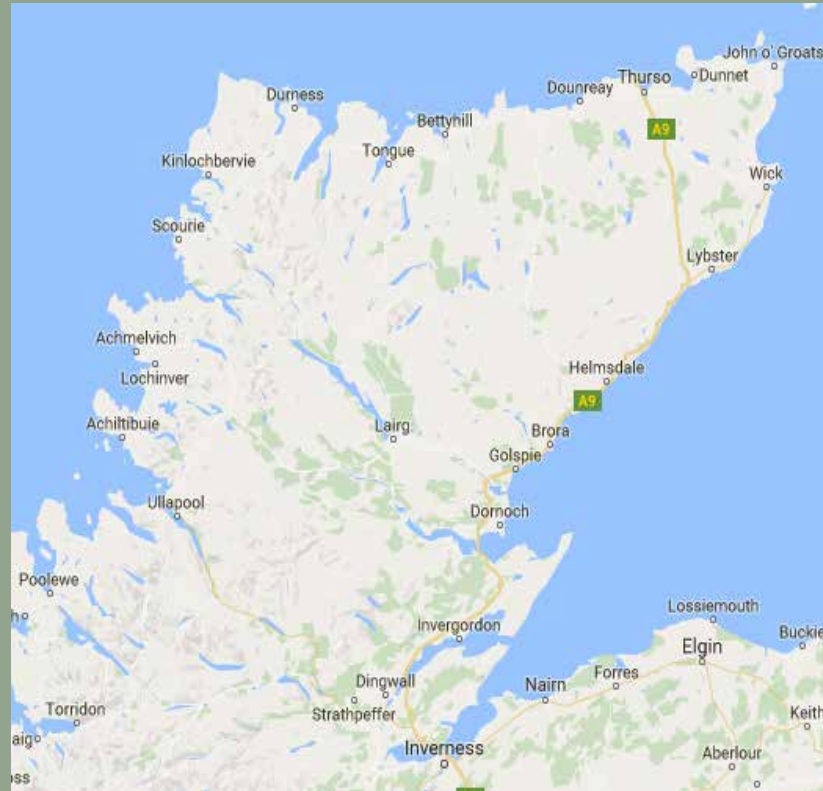 John o' Groats
Thurso
Dunnet
Durness
Dounreay
Bettyhill
A9
Tongue
Kinlochbervie
Wick
Scourie
Lybster
Achmelvich
Helmsdale
Lochinver
A9
Achiltibuie
Lairg
Brora
Golspie
Ullapool
Dornoch
Poolewe
Lossiemouth
Invergordon
Buckie
Elgin
Forres
Dingwall
Nairn
Torridon
Strathpeffer
Keith
Inverness
Aberlour